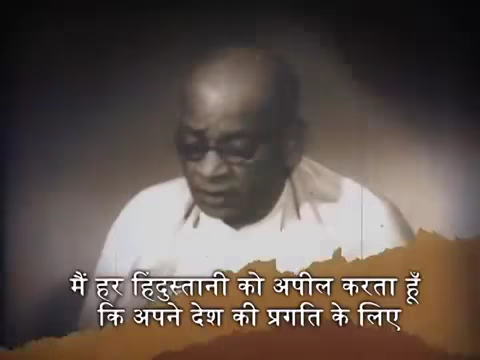 मैं हर हिंदुस्तानी को अपील करता हूँ
कि अपने देश की प्रगति के लिए